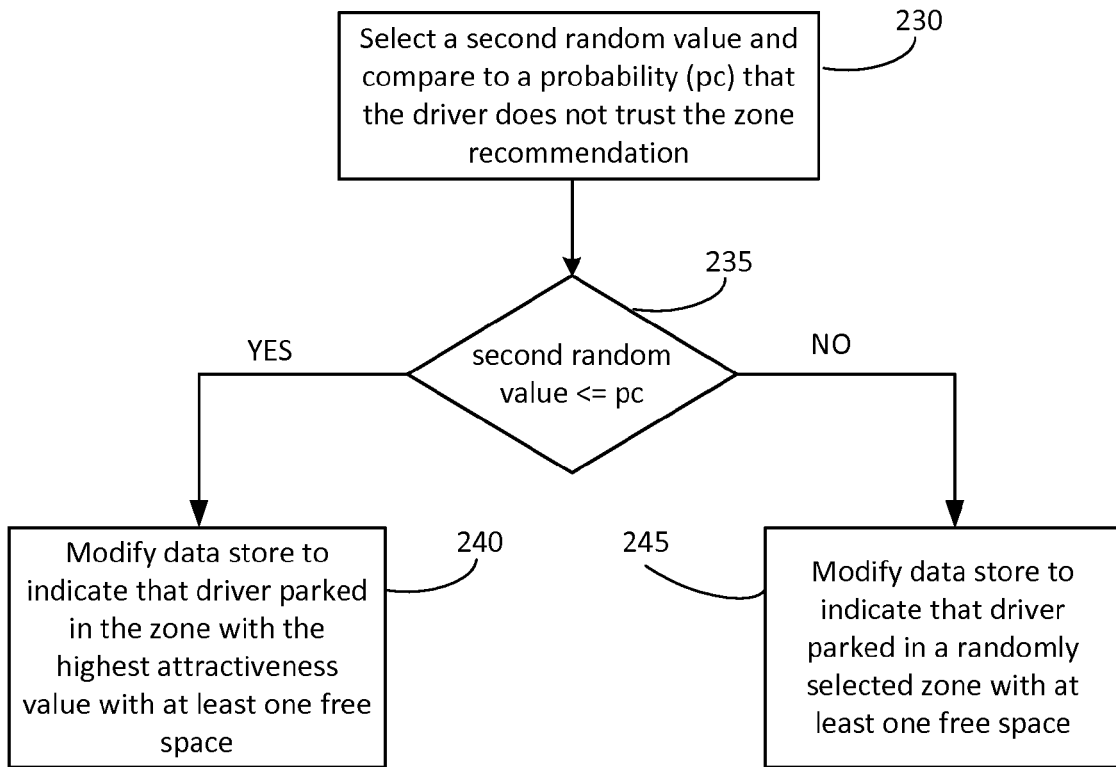 Select a second random value and
compare to a probability (pc) that
the driver does not trust the zone
recommendation
230
235
second random
value <= pc
YES
NO
Modify data store to
indicate that driver parked
in the zone with the
highest attractiveness
value with at least one free
space
240
245
Modify data store to
indicate that driver
parked in a randomly
selected zone with at
least one free space